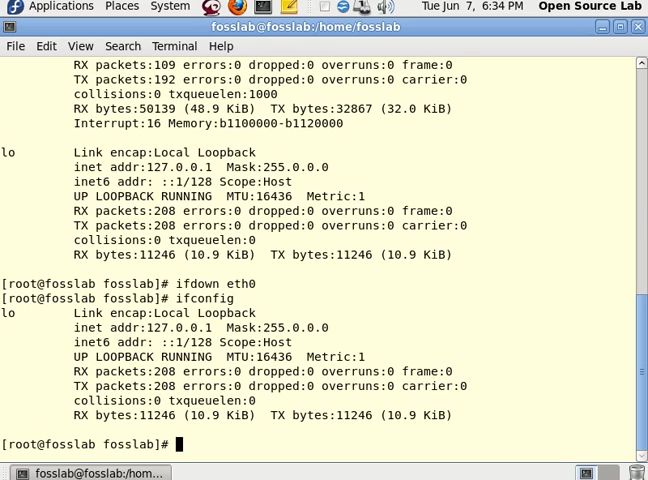 Applications Places System Tue Jun 7, 6:34 PM Open Source Lab
fosslab@fosslab:/home/fosslab
File Edit View Search Terminal Help
RX packets:109 errors:0 dropped:0 overruns:0 frame:0
TX packets:192 errors:0 dropped:0 overruns:0 carrier:0
collisions:0 txqueuelen:1000
RX bytes:50139 (48.9 KiB)  TX bytes:32867 (32.0 KiB)
Interrupt:16 Memory:b1100000-b1120000
lo        Link encap:Local Loopback
inet addr:127.0.0.1  Mask:255.0.0.0
inet6 addr: ::1/128 Scope:Host
UP LOOPBACK RUNNING  MTU:16436  Metric:1
RX packets:208 errors:0 dropped:0 overruns:0 frame:0
TX packets:208 errors:0 dropped:0 overruns:0 carrier:0
collisions:0 txqueuelen:0
RX bytes:11246 (10.9 KiB)  TX bytes:11246 (10.9 KiB)
[root@fosslab fosslab]# ifdown eth0
[root@fosslab fosslab]# ifconfig
lo        Link encap:Local Loopback
inet addr:127.0.0.1  Mask:255.0.0.0
inet6 addr: ::1/128 Scope:Host
UP LOOPBACK RUNNING  MTU:16436  Metric:1
RX packets:208 errors:0 dropped:0 overruns:0 frame:0
TX packets:208 errors:0 dropped:0 overruns:0 carrier:0
collisions:0 txqueuelen:0
RX bytes:11246 (10.9 KiB)  TX bytes:11246 (10.9 KiB)
[root@fosslab fosslab]#
fosslab@fosslab:/hom...